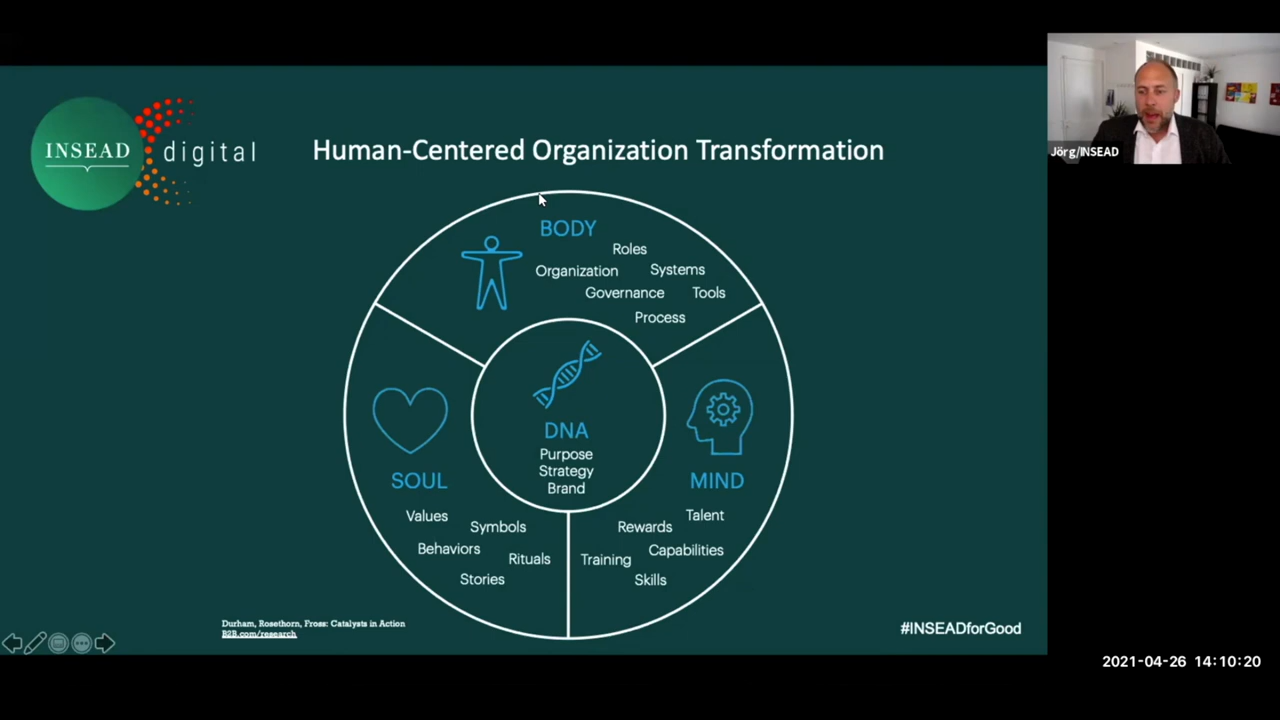 INSEAD
digital
Human-Centered Organization Transformation
Jörg/INSEAD
BODY
Roles
Organization
Systems
Governance
Tools
Process
DNA
Purpose
Strategy
Brand
SOUL
Values
Symbols
Behaviors
Rituals
Stories
MIND
Talent
Rewards
Capabilities
Training
Skills
Durham, Rosethorn, Fross: Catalysts in Action
B2B.com/research
#INSEADforGood
2021-04-26 14:10:20